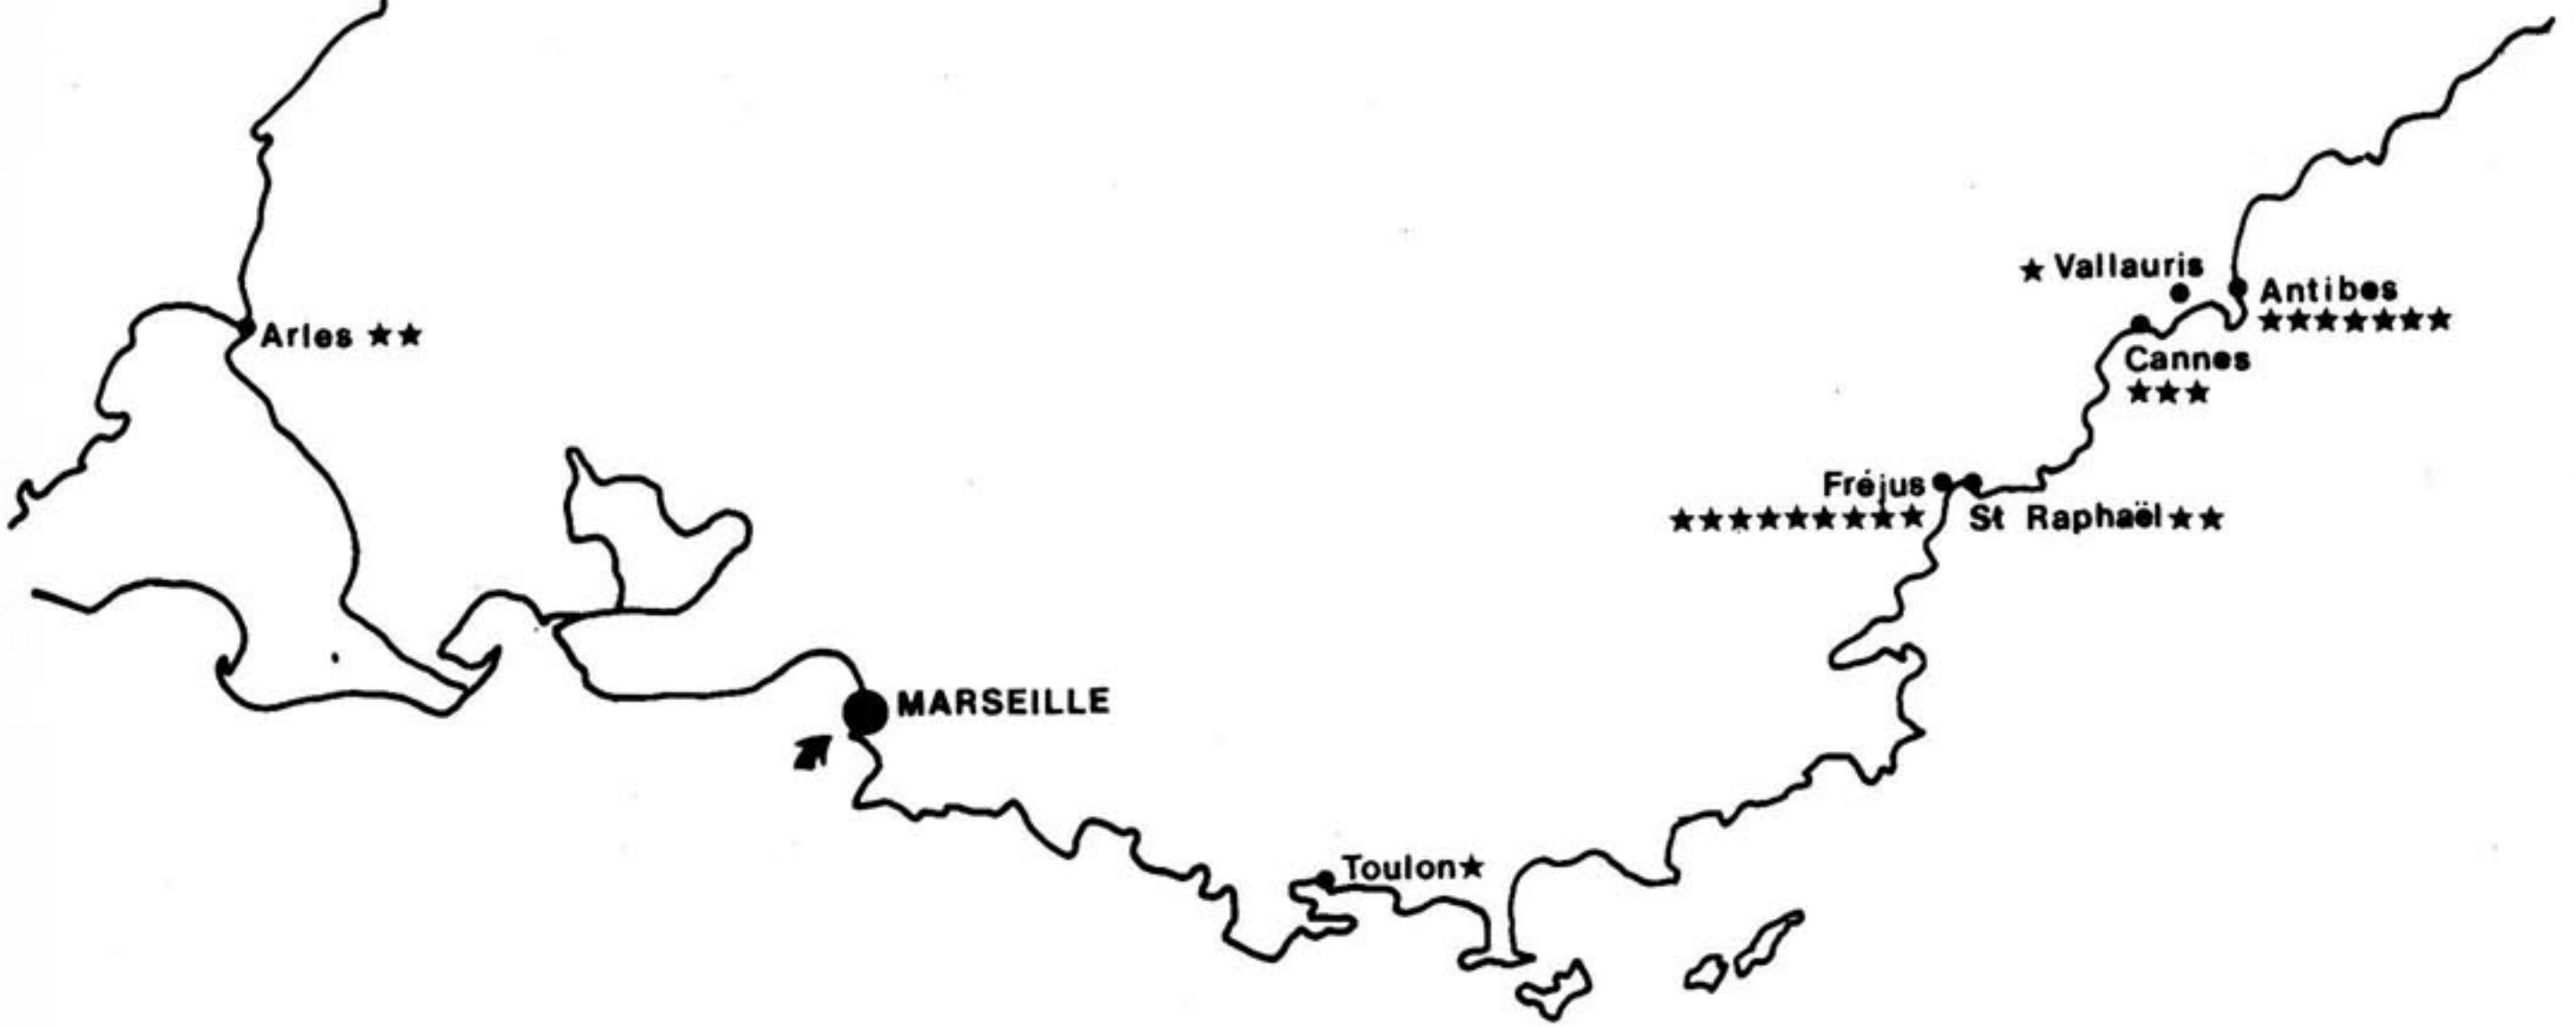 ★ Vallauris
Antibes
★★★★★★★
Arles ★★
Cannes
★★★
Fréjus
★★★★★★★★★
St Raphaël ★★
MARSEILLE
Toulon ★